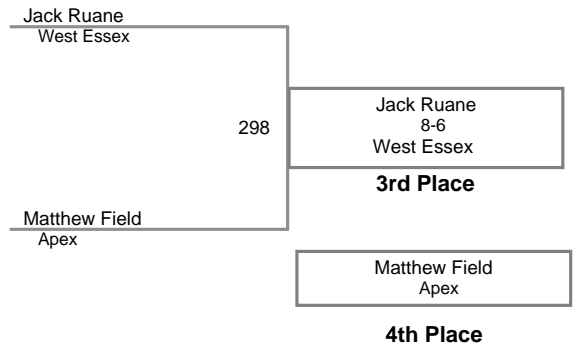 Jack Ruane
West Essex
298
Jack Ruane
8-6
West Essex
3rd Place
Matthew Field
Apex
Matthew Field
Apex
4th Place